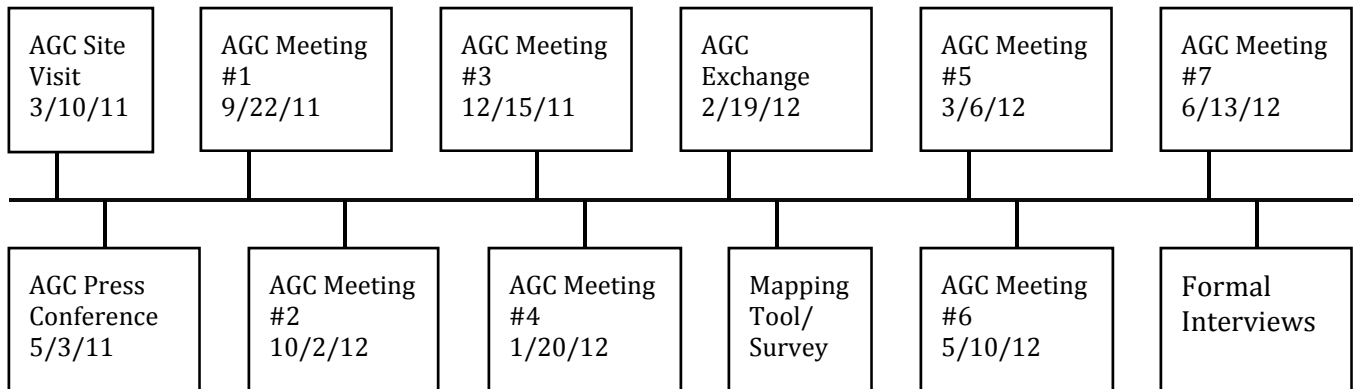 AGC Site
Visit
3/10/11
AGC Meeting
#1
9/22/11
AGC Meeting
#3
12/15/11
AGC
Exchange
2/19/12
AGC Meeting
#5
3/6/12
AGC Meeting
#7
6/13/12
AGC Press
Conference
5/3/11
AGC Meeting
#2
10/2/12
AGC Meeting
#4
1/20/12
Mapping
Tool/
Survey
AGC Meeting
#6
5/10/12
Formal
Interviews